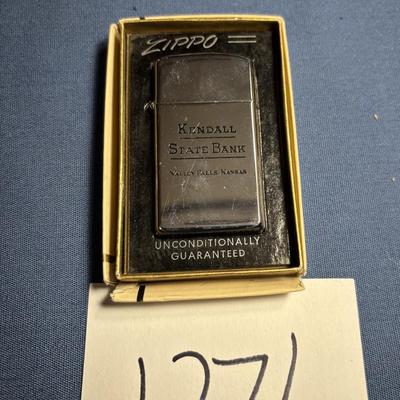 ZIPPO
KENDALL
STATE BANK
VALLEY FALLS, KANSAS
UNCONDITIONALLY
GUARANTEED
1271